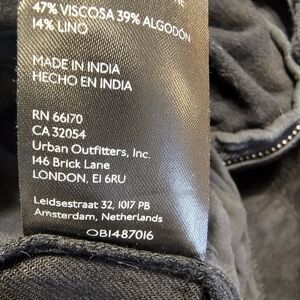 47% VISCOSA 39% ALGODÓN
14% LINO
MADE IN INDIA
HECHO EN INDIA
RN 66170
CA 32054
Urban Outfitters, Inc.
146 Brick Lane
LONDON, E1 6RU
Leidsestraat 32, 1017 PB
Amsterdam, Netherlands
OB1487016